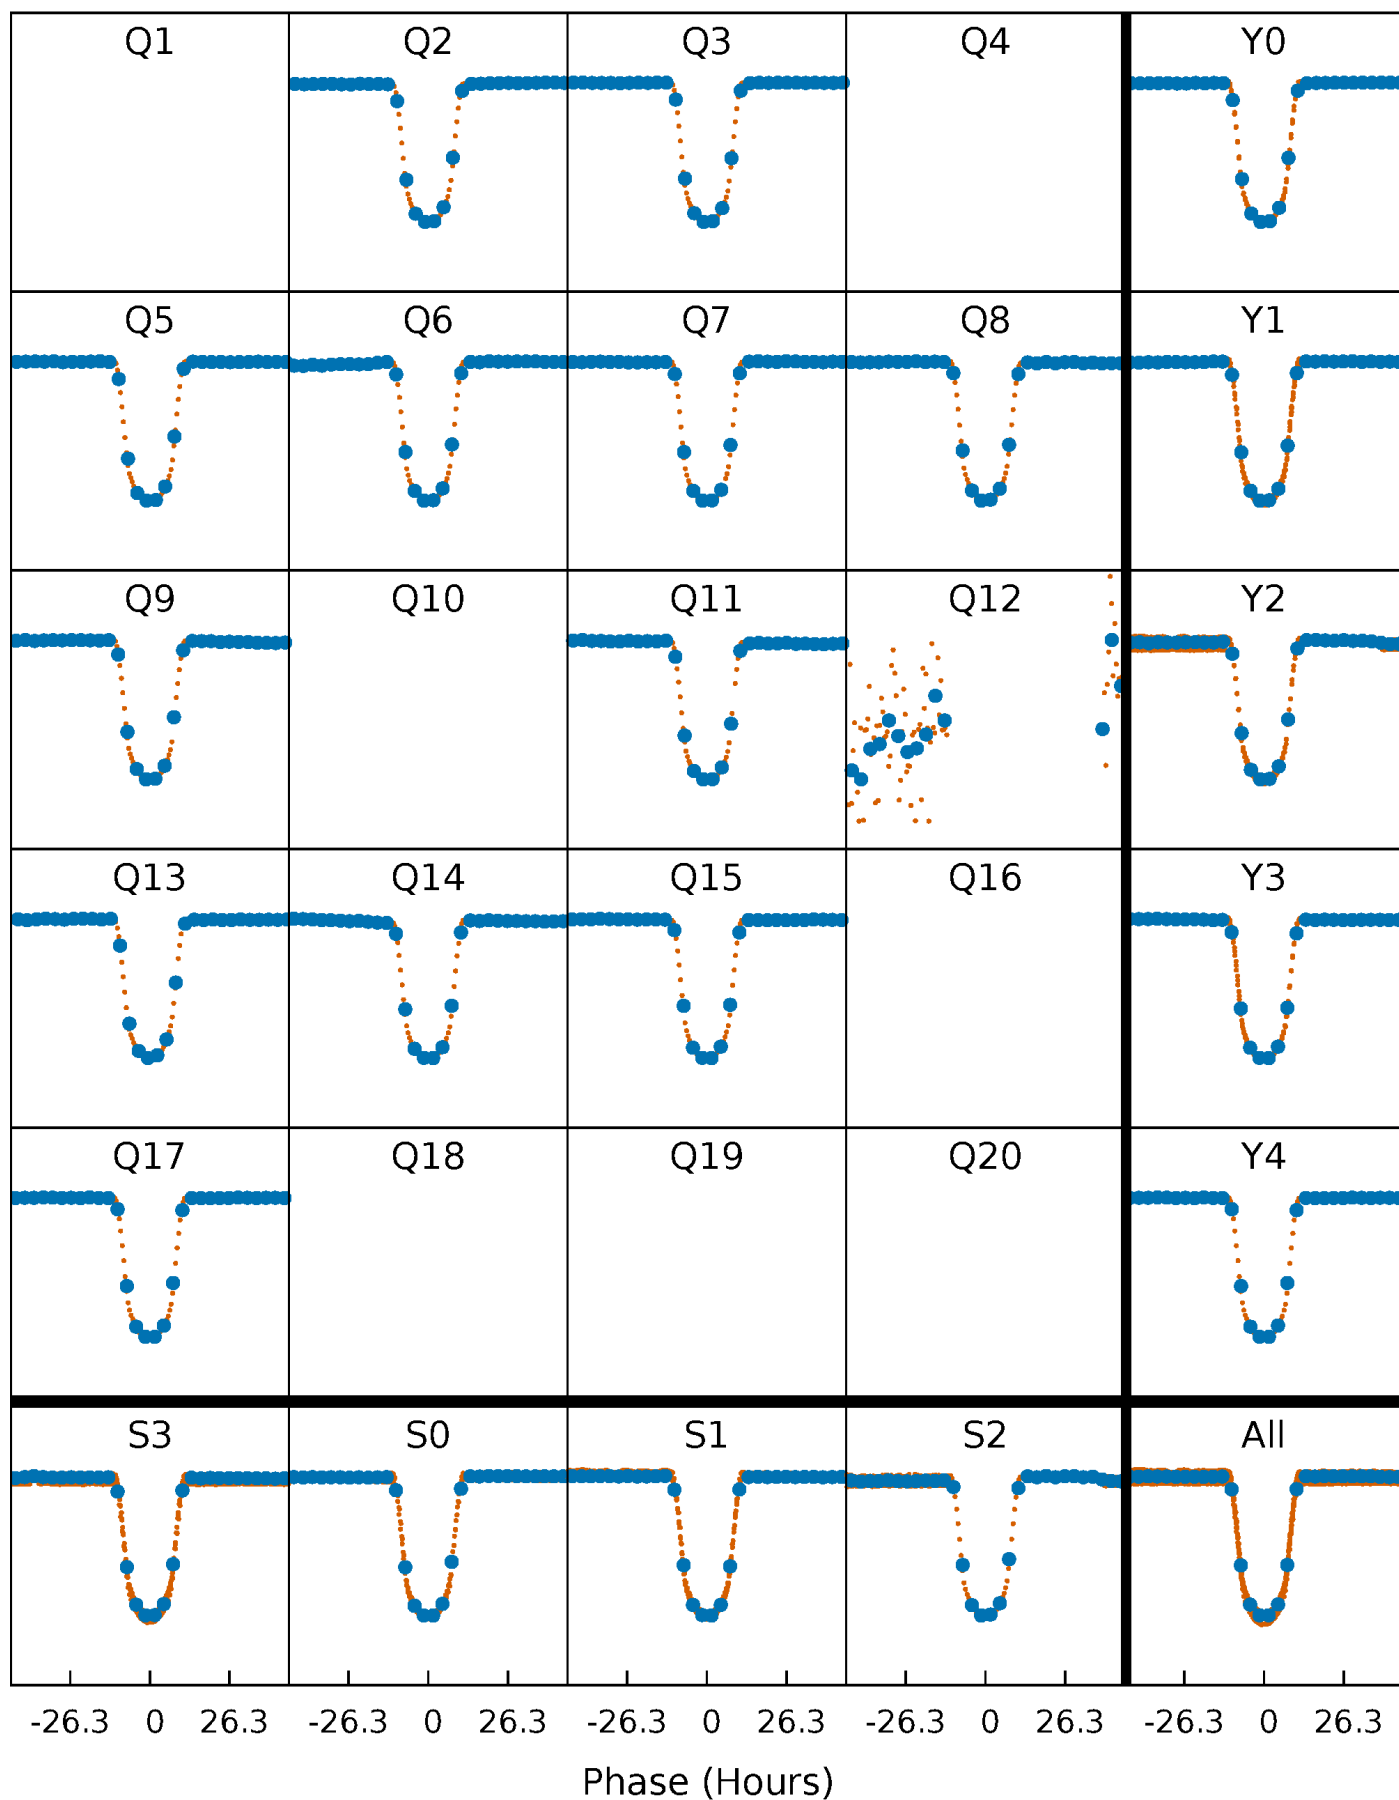 Q1 Q2 Q3 Q4 Y0
Q5 Q6 Q7 Q8 Y1
Q9 Q10 Q11 Q12 Y2
Q13 Q14 Q15 Q16 Y3
Q17 Q18 Q19 Q20 Y4
S3 S0 S1 S2 All
-26.3 0 26.3 -26.3 0 26.3 -26.3 0 26.3 -26.3 0 26.3 -26.3 0 26.3
Phase (Hours)